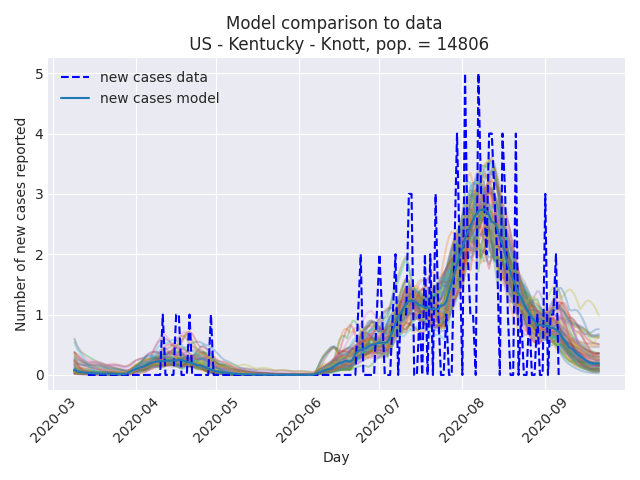 Model comparison to data
US - Kentucky - Knott, pop. = 14806
new cases data
new cases model
Number of new cases reported
5
4
3
2
1
0
2020-03
2020-04
2020-05
2020-06
2020-07
2020-08
2020-09
Day